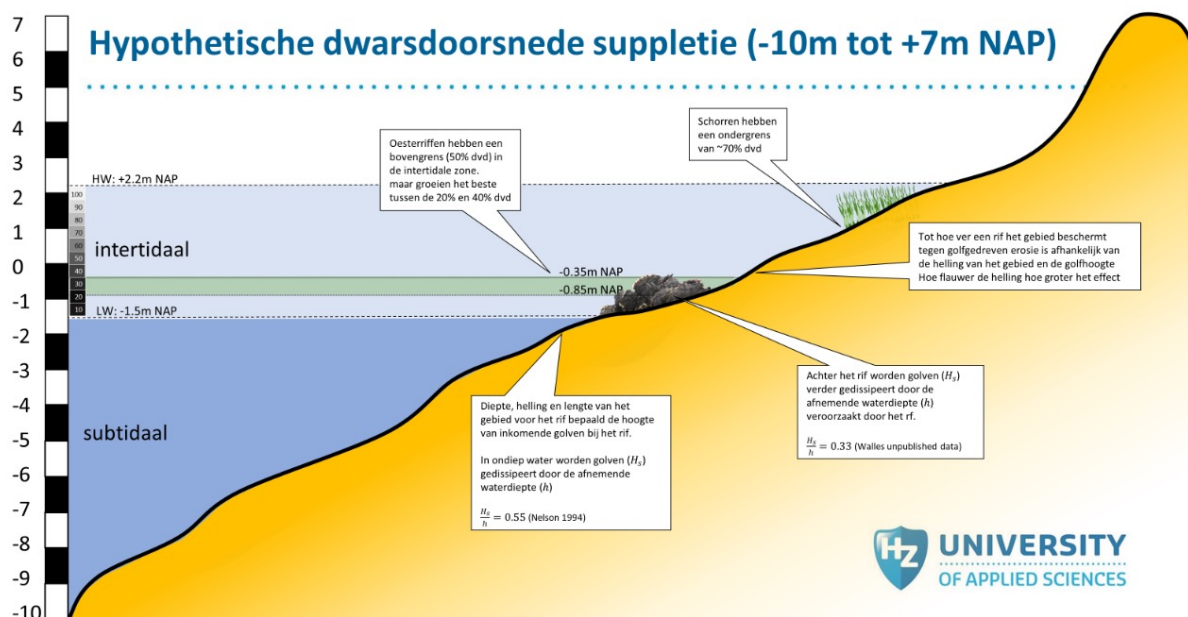 Hypothetische dwarsdoorsnede suppletie (-10m tot +7m NAP)
7
6
5
4
3
2
1
0
-1
-2
-3
-4
-5
-6
-7
-8
-9
-10
HW: +2.2m NAP
100
90
80
70
60
50
40
30
20
10
intertidaal
LW: -1.5m NAP
subtidaal
Oesterriffen hebben een
bovengrens (50% dvd) in
de intertidale zone.
maar groeien het beste
tussen de 20% en 40% dvd
-0.35m NAP
-0.85m NAP
Schorren hebben
een ondergrens
van ~70% dvd
Tot hoe ver een rif het gebied beschermt
tegen golfgedreven erosie is afhankelijk van
de helling van het gebied en de golfhoogte
Hoe flauwer de helling hoe groter het effect
Diepte, helling en lengte van het
gebied voor het rif bepaald de hoogte
van inkomende golven bij het rif.
In ondiep water worden golven (Hₛ)
gedissipeert door de afnemende
waterdiepte (h)
Hₛ/h = 0.55 (Nelson 1994)
Achter het rif worden golven (Hₛ)
verder gedissipeert door de
afnemende waterdiepte (h)
veroorzaakt door het rf.
Hₛ/h = 0.33 (Walles unpublished data)
HZ UNIVERSITY
OF APPLIED SCIENCES